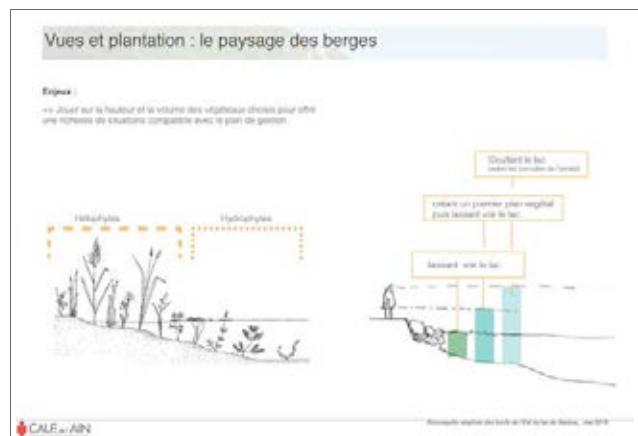 Vues et plantation : le paysage des berges
Enjeux :
=> Jouer sur la hauteur et le volume des végétaux choisis pour offrir
une richesse de situations compatible avec le plan de gestion
Occultant le lac
créant un premier plan végétal
puis laissant voir le lac
Hélophytes
Hydrophytes
laissant voir le lac
CAUE de l'AIN